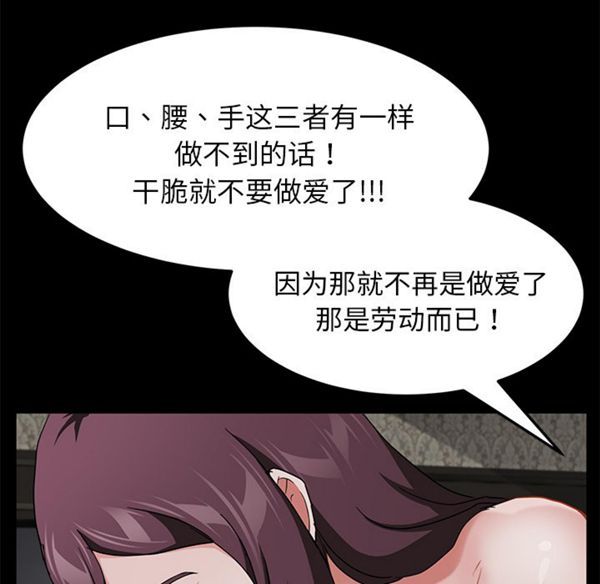 口、腰、手这三者有一样
做不到的话！
干脆就不要做爱了!!!
因为那就不再是做爱了
那是劳动而已！